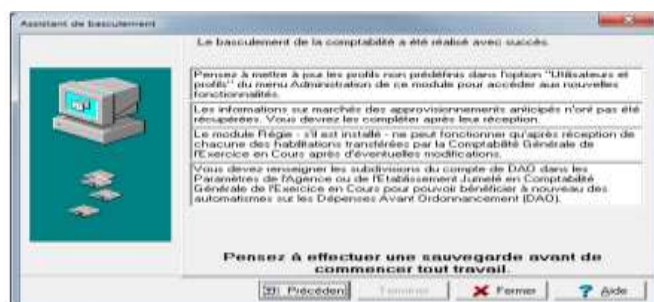 Assistant de basculement
Le basculement de la comptabilité a été réalisé avec succès.
Pensez à mettre à jour les profils non prédéfinis dans l'option "Utilisateurs et
profils" du menu Administration de ce module pour accéder aux nouvelles
fonctionnalités.
Les informations sur marchés des approvisionnements anticipés n'ont pas été
récupérées. Vous devrez les compléter après leur réception.
Le module Régie - s'il est installé - ne peut fonctionner qu'après réception de
chacune des habilitations transférées par la Comptabilité Générale de
l'Exercice en Cours après d'éventuelles modifications.
Vous devez renseigner les subdivisions du compte de DAO dans les
Paramètres de l'Agence ou de l'Etablissement Jumelé en Comptabilité
Générale de l'Exercice en Cours pour pouvoir bénéficier à nouveau des
automatismes sur les Dépenses Avant Ordonnancement (DAO).
Pensez à effectuer une sauvegarde avant de
commencer tout travail.
Précédent Terminer Fermer ? Aide